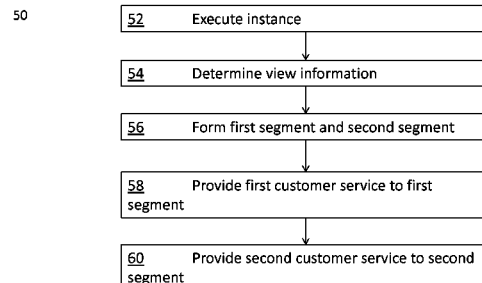 50
52 Execute instance
54 Determine view information
56 Form first segment and second segment
58 Provide first customer service to first
segment
60 Provide second customer service to second
segment